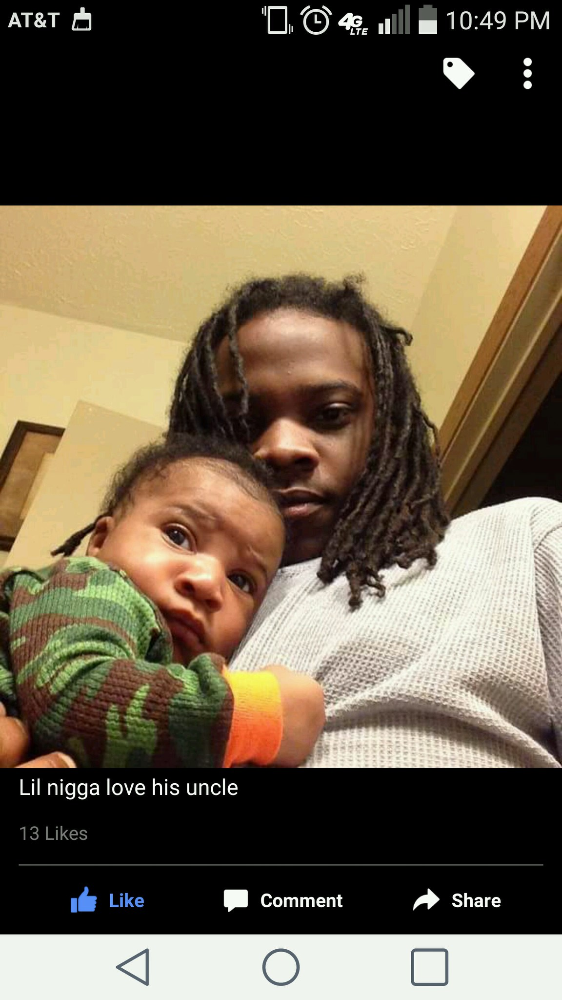 AT&T 4G LTE 10:49 PM
Lil nigga love his uncle
13 Likes
Like Comment Share